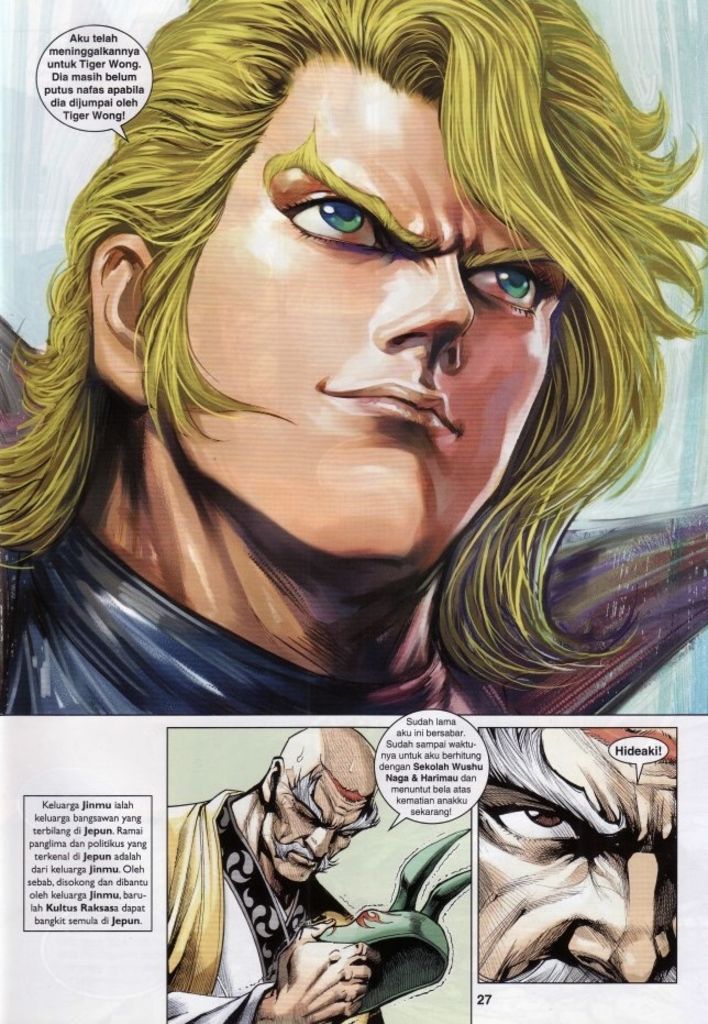 Aku telah
meninggalkannya
untuk Tiger Wong.
Dia masih belum
putus nafas apabila
dia dijumpai oleh
Tiger Wong!
Keluarga Jinmu ialah
keluarga bangsawan yang
terbilang di Jepun. Ramai
panglima dan politikus yang
terkenal di Jepun adalah
dari keluarga Jinmu. Oleh
sebab, disokong dan dibantu
oleh keluarga Jinmu, baru-
lah Kultus Raksasa dapat
bangkit semula di Jepun.
Sudah lama
aku ini bersabar.
Sudah sampai waktu-
nya untuk aku berhitung
dengan Sekolah Wushu
Naga & Harimau dan
menuntut bela atas
kematian anakku
sekarang!
Hideaki!
27